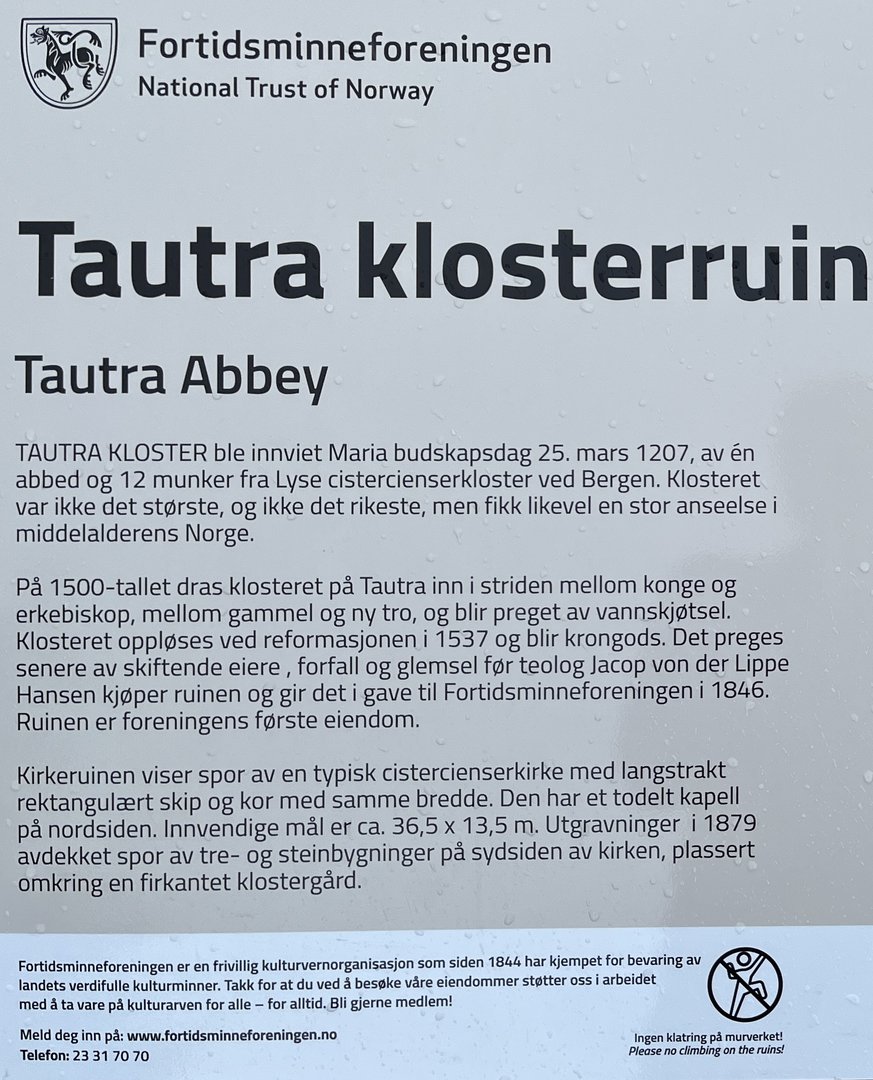 Fortidsminneforeningen
National Trust of Norway
Tautra klosterruin
Tautra Abbey
TAUTRA KLOSTER ble innviet Maria budskapsdag 25. mars 1207, av én
abbed og 12 munker fra Lyse cistercienserkloster ved Bergen. Klosteret
var ikke det største, og ikke det rikeste, men fikk likevel en stor anseelse i
middelalderens Norge.
På 1500-tallet dras klosteret på Tautra inn i striden mellom konge og
erkebiskop, mellom gammel og ny tro, og blir preget av vannskjøtsel.
Klosteret oppløses ved reformasjonen i 1537 og blir krongods. Det preges
senere av skiftende eiere , forfall og glemsel før teolog Jacop von der Lippe
Hansen kjøper ruinen og gir det i gave til Fortidsminneforeningen i 1846.
Ruinen er foreningens første eiendom.
Kirkeruinen viser spor av en typisk cistercienserkirke med langstrakt
rektangulært skip og kor med samme bredde. Den har et todelt kapell
på nordsiden. Innvendige mål er ca. 36,5 x 13,5 m. Utgravninger i 1879
avdekket spor av tre- og steinbygninger på sydsiden av kirken, plassert
omkring en firkantet klostergård.
Fortidsminneforeningen er en frivillig kulturvernorganisasjon som siden 1844 har kjempet for bevaring av
landets verdifulle kulturminner. Takk for at du ved å besøke våre eiendommer støtter oss i arbeidet
med å ta vare på kulturarven for alle – for alltid. Bli gjerne medlem!
Meld deg inn på: www.fortidsminneforeningen.no
Telefon: 23 31 70 70
Ingen klatring på murverket!
Please no climbing on the ruins!